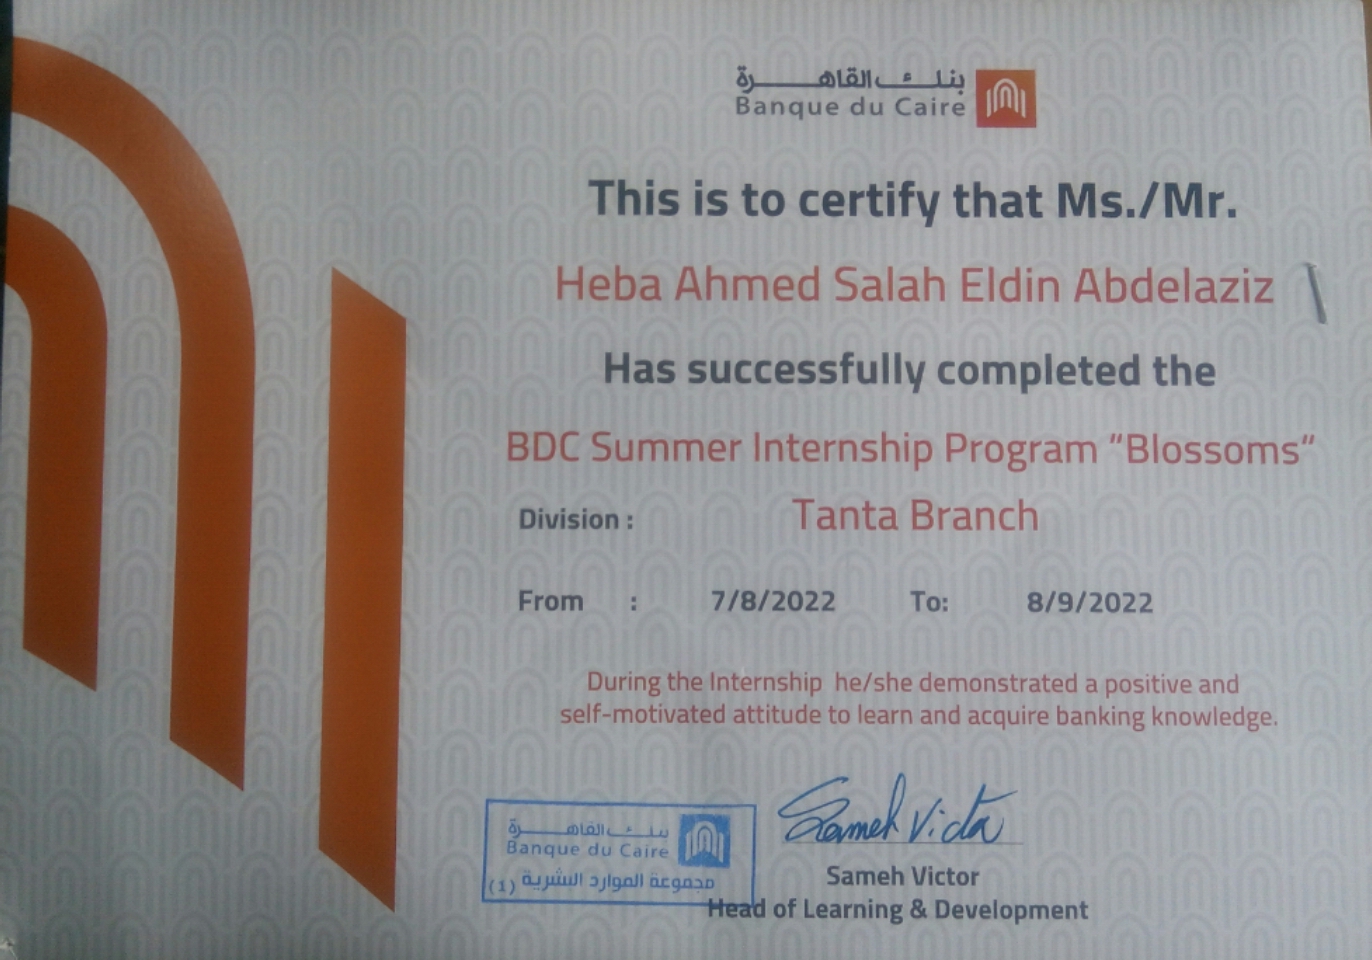 بنك القاهرة
Banque du Caire
This is to certify that Ms./Mr.
Heba Ahmed Salah Eldin Abdelaziz
Has successfully completed the
BDC Summer Internship Program "Blossoms"
Division : Tanta Branch
From : 7/8/2022 To: 8/9/2022
During the Internship he/she demonstrated a positive and
self-motivated attitude to learn and acquire banking knowledge.
Sameh Victor
Sameh Victor
Head of Learning & Development
بنك القاهرة
Banque du Caire
مجموعة الموارد البشرية (1)